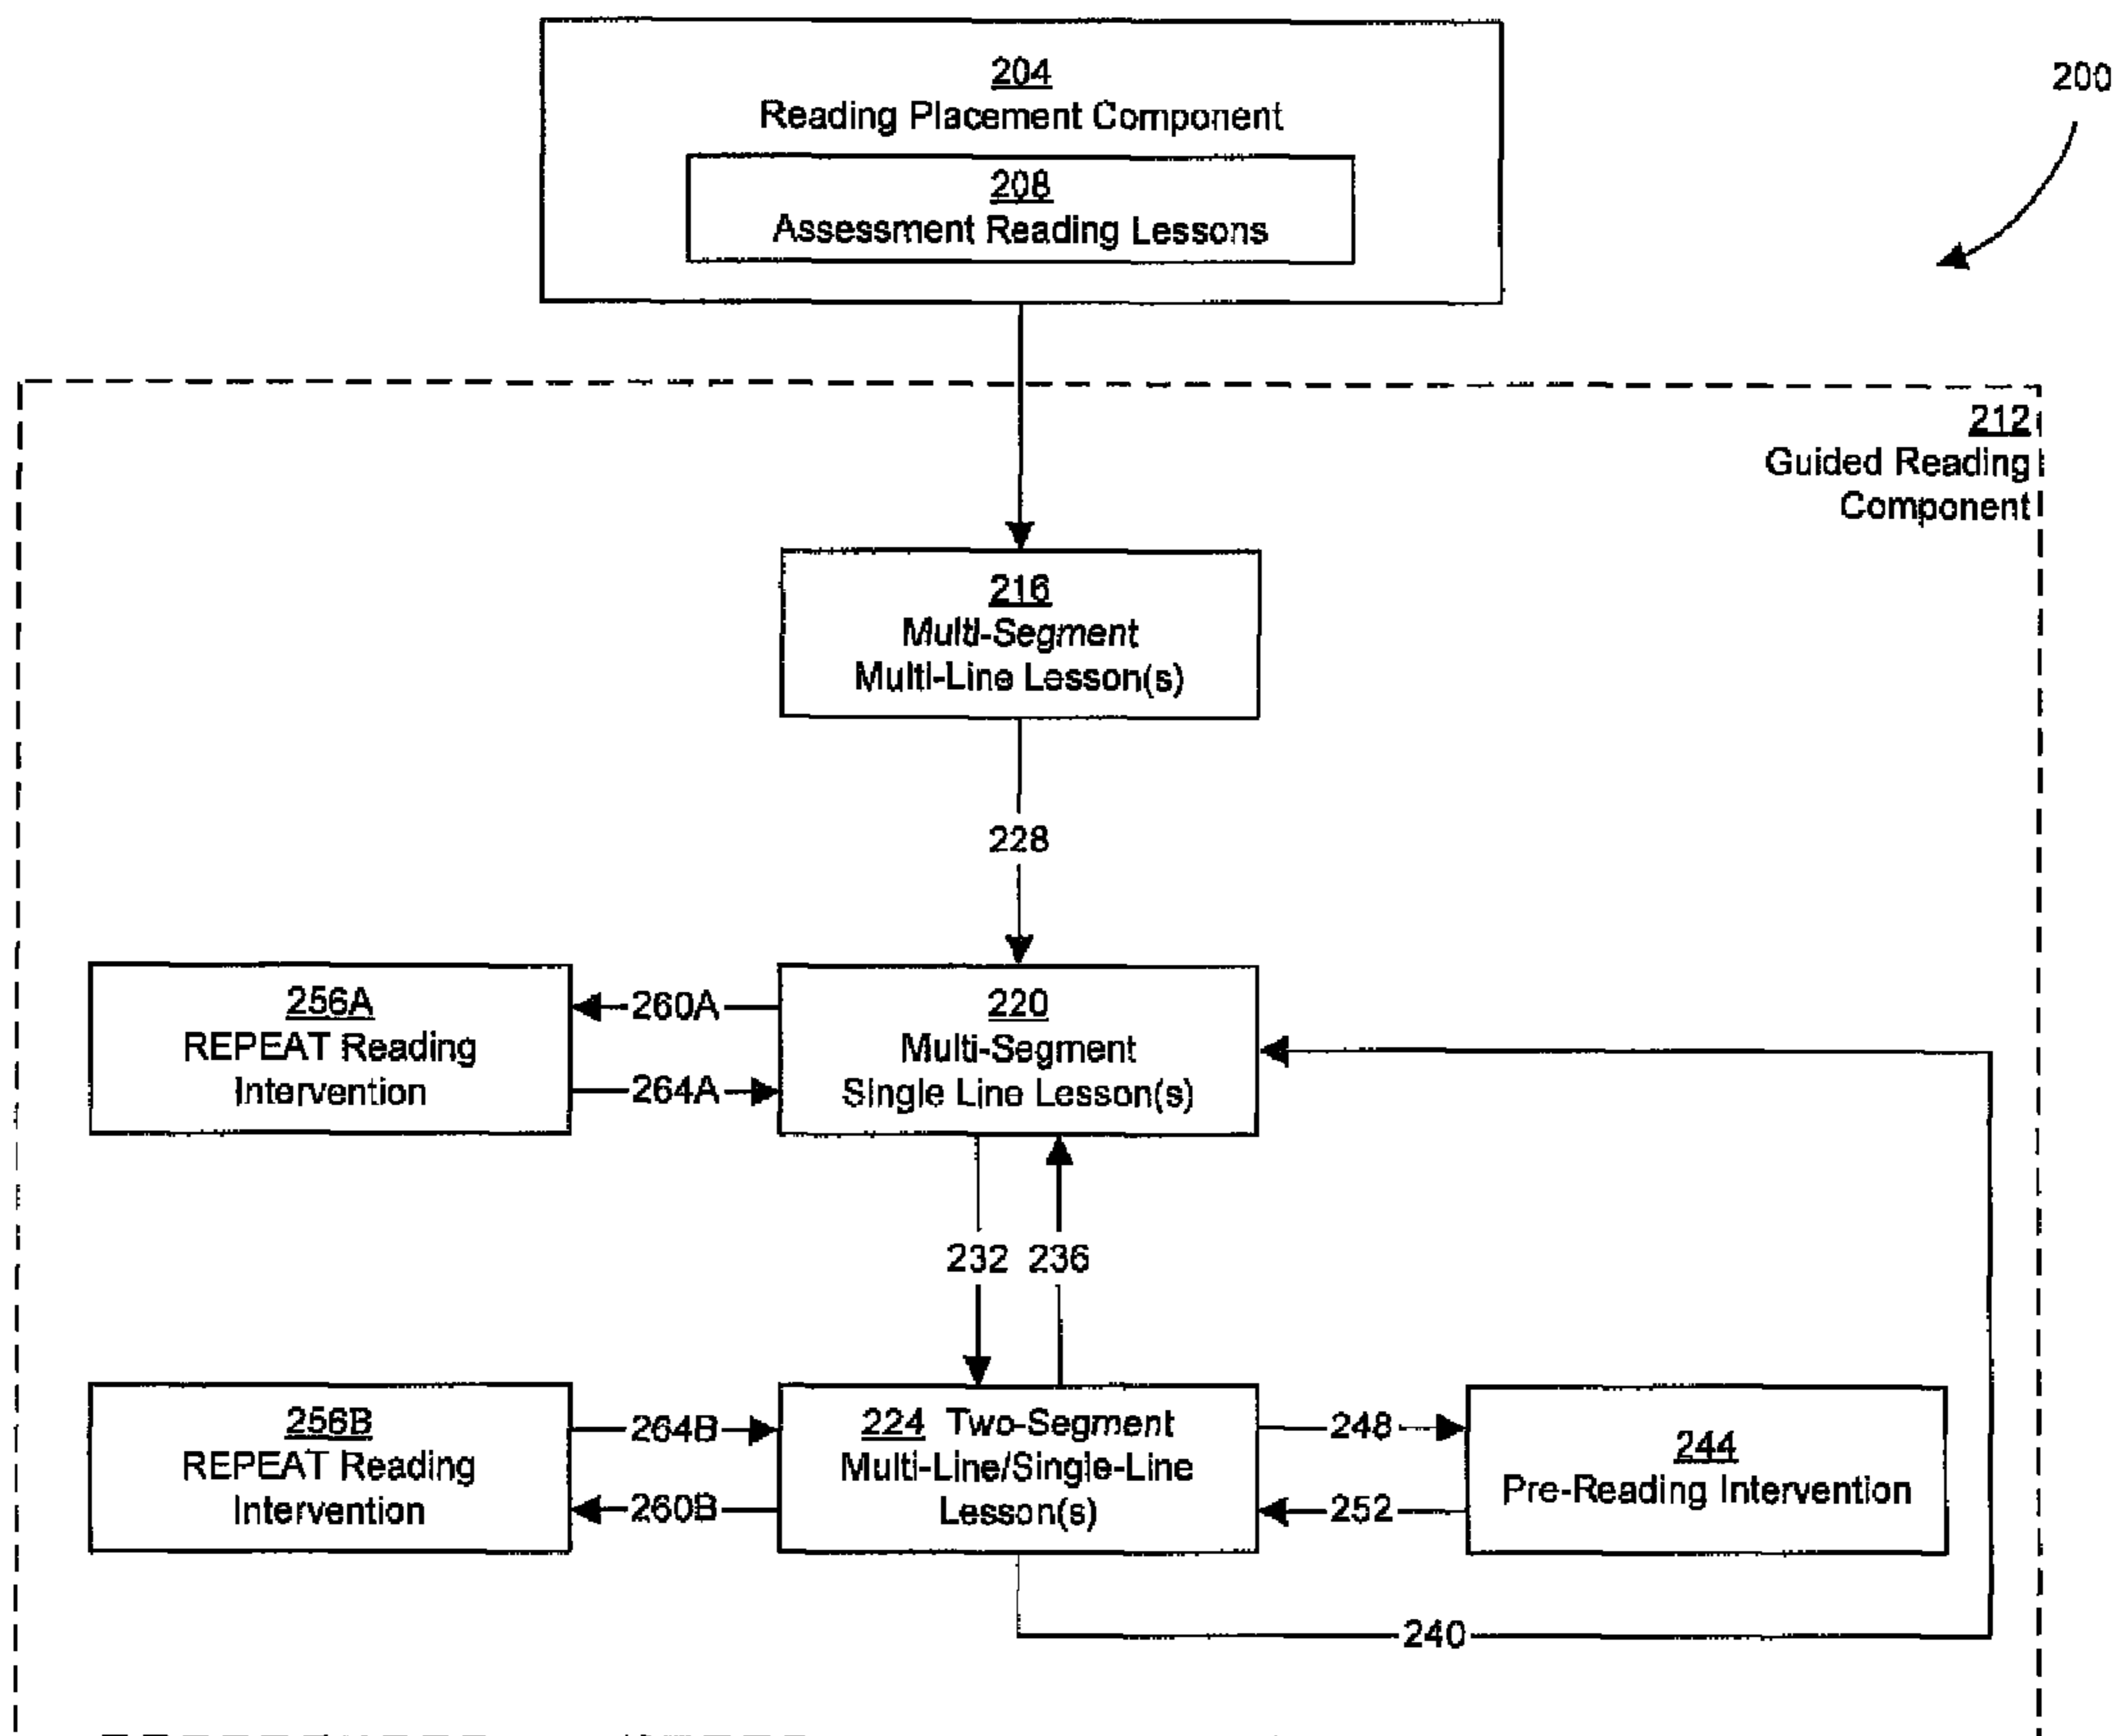 204
Reading Placement Component
208
Assessment Reading Lessons
200
212
Guided Reading
Component
216
Multi-Segment
Multi-Line Lesson(s)
228
256A
REPEAT Reading
Intervention
260A
264A
220
Multi-Segment
Single Line Lesson(s)
232 236
256B
REPEAT Reading
Intervention
264B
260B
224 Two-Segment
Multi-Line/Single-Line
Lesson(s)
248
252
244
Pre-Reading Intervention
240